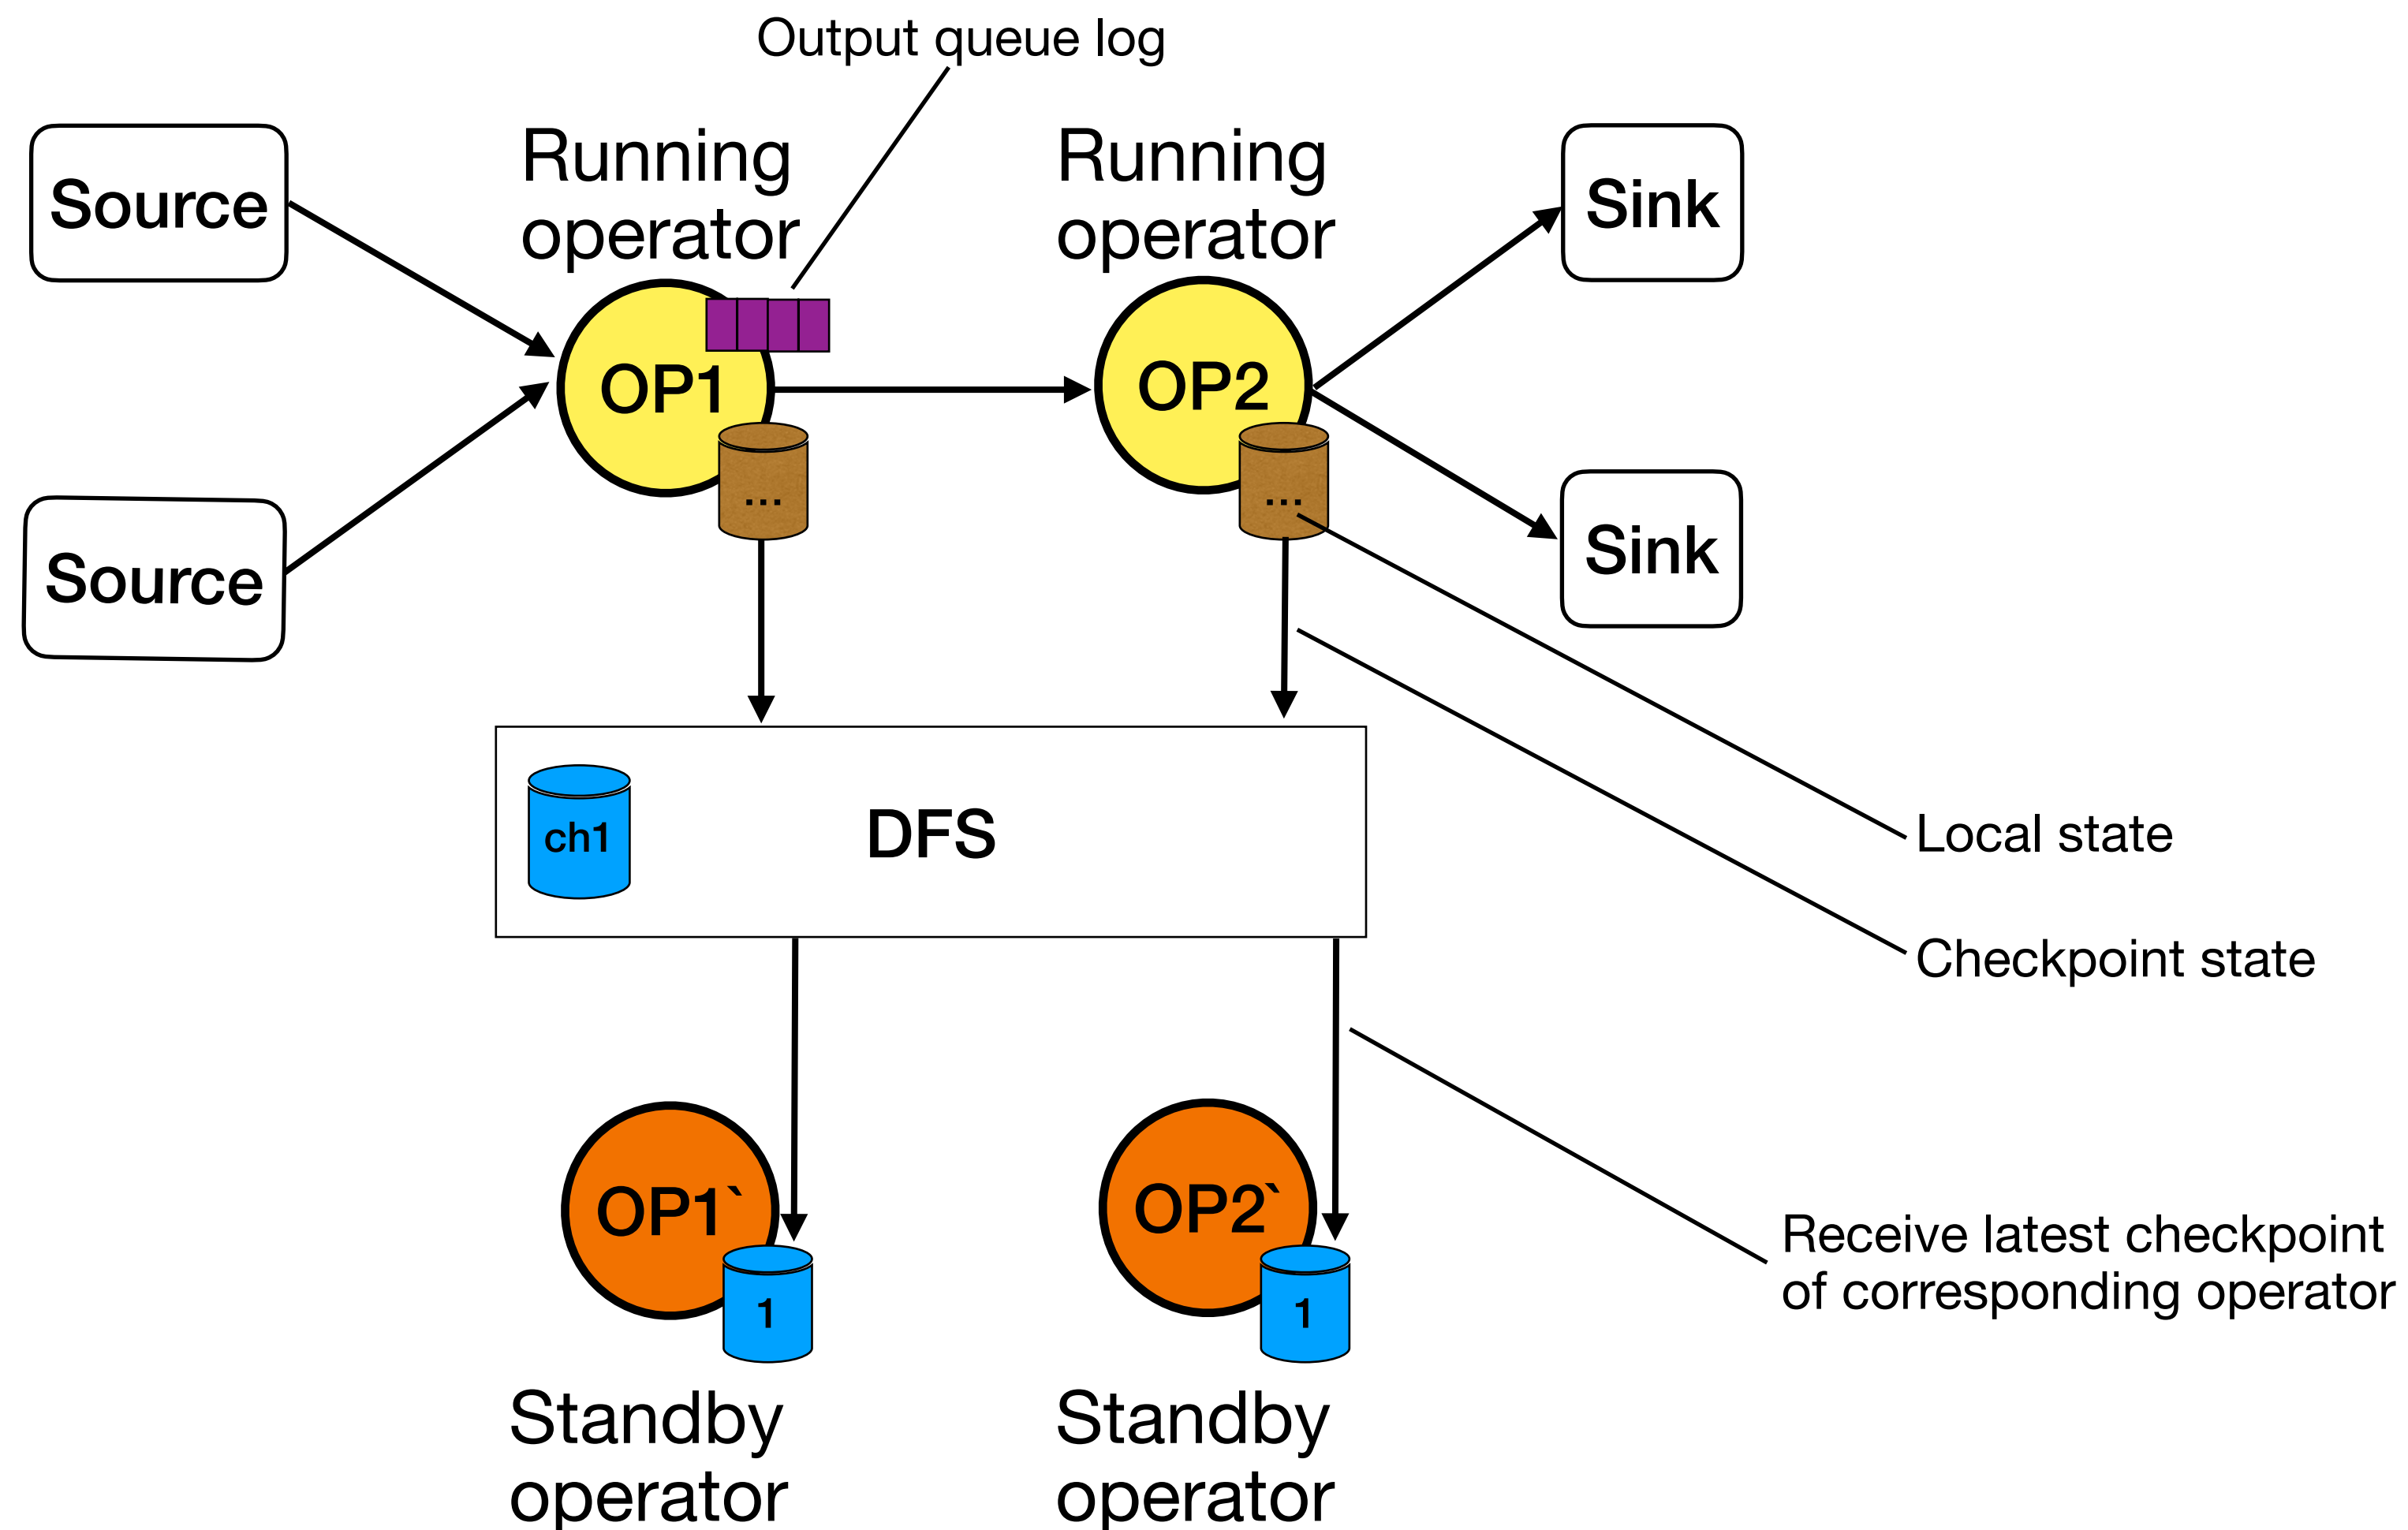 Output queue log
Running
operator
Running
operator
Source
Sink
OP1
OP2
...
...
Source
Sink
ch1
DFS
Local state
Checkpoint state
OP1`
OP2`
1
1
Receive latest checkpoint
of corresponding operator
Standby
operator
Standby
operator